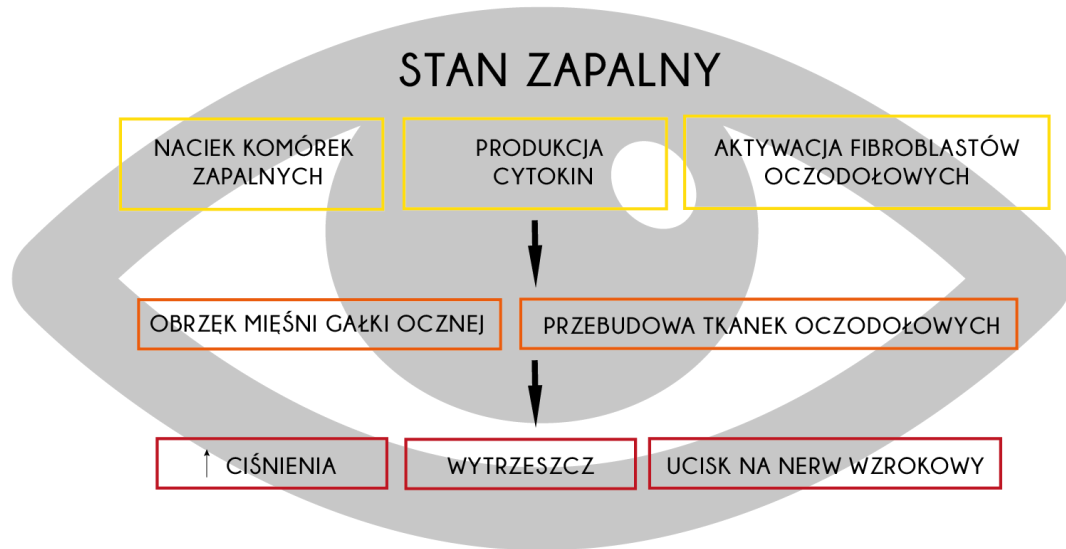 STAN ZAPALNY
NACIEK KOMÓREK
ZAPALNYCH
PRODUKCJA
CYTOKIN
AKTYWACJA FIBROBLASTÓW
OCZODOŁOWYCH
OBRZĘK MIĘŚNI GAŁKI OCZNEJ
PRZEBUDOWA TKANEK OCZODOŁOWYCH
↑ CIŚNIENIA
WYTRZESZCZ
UCISK NA NERW WZROKOWY